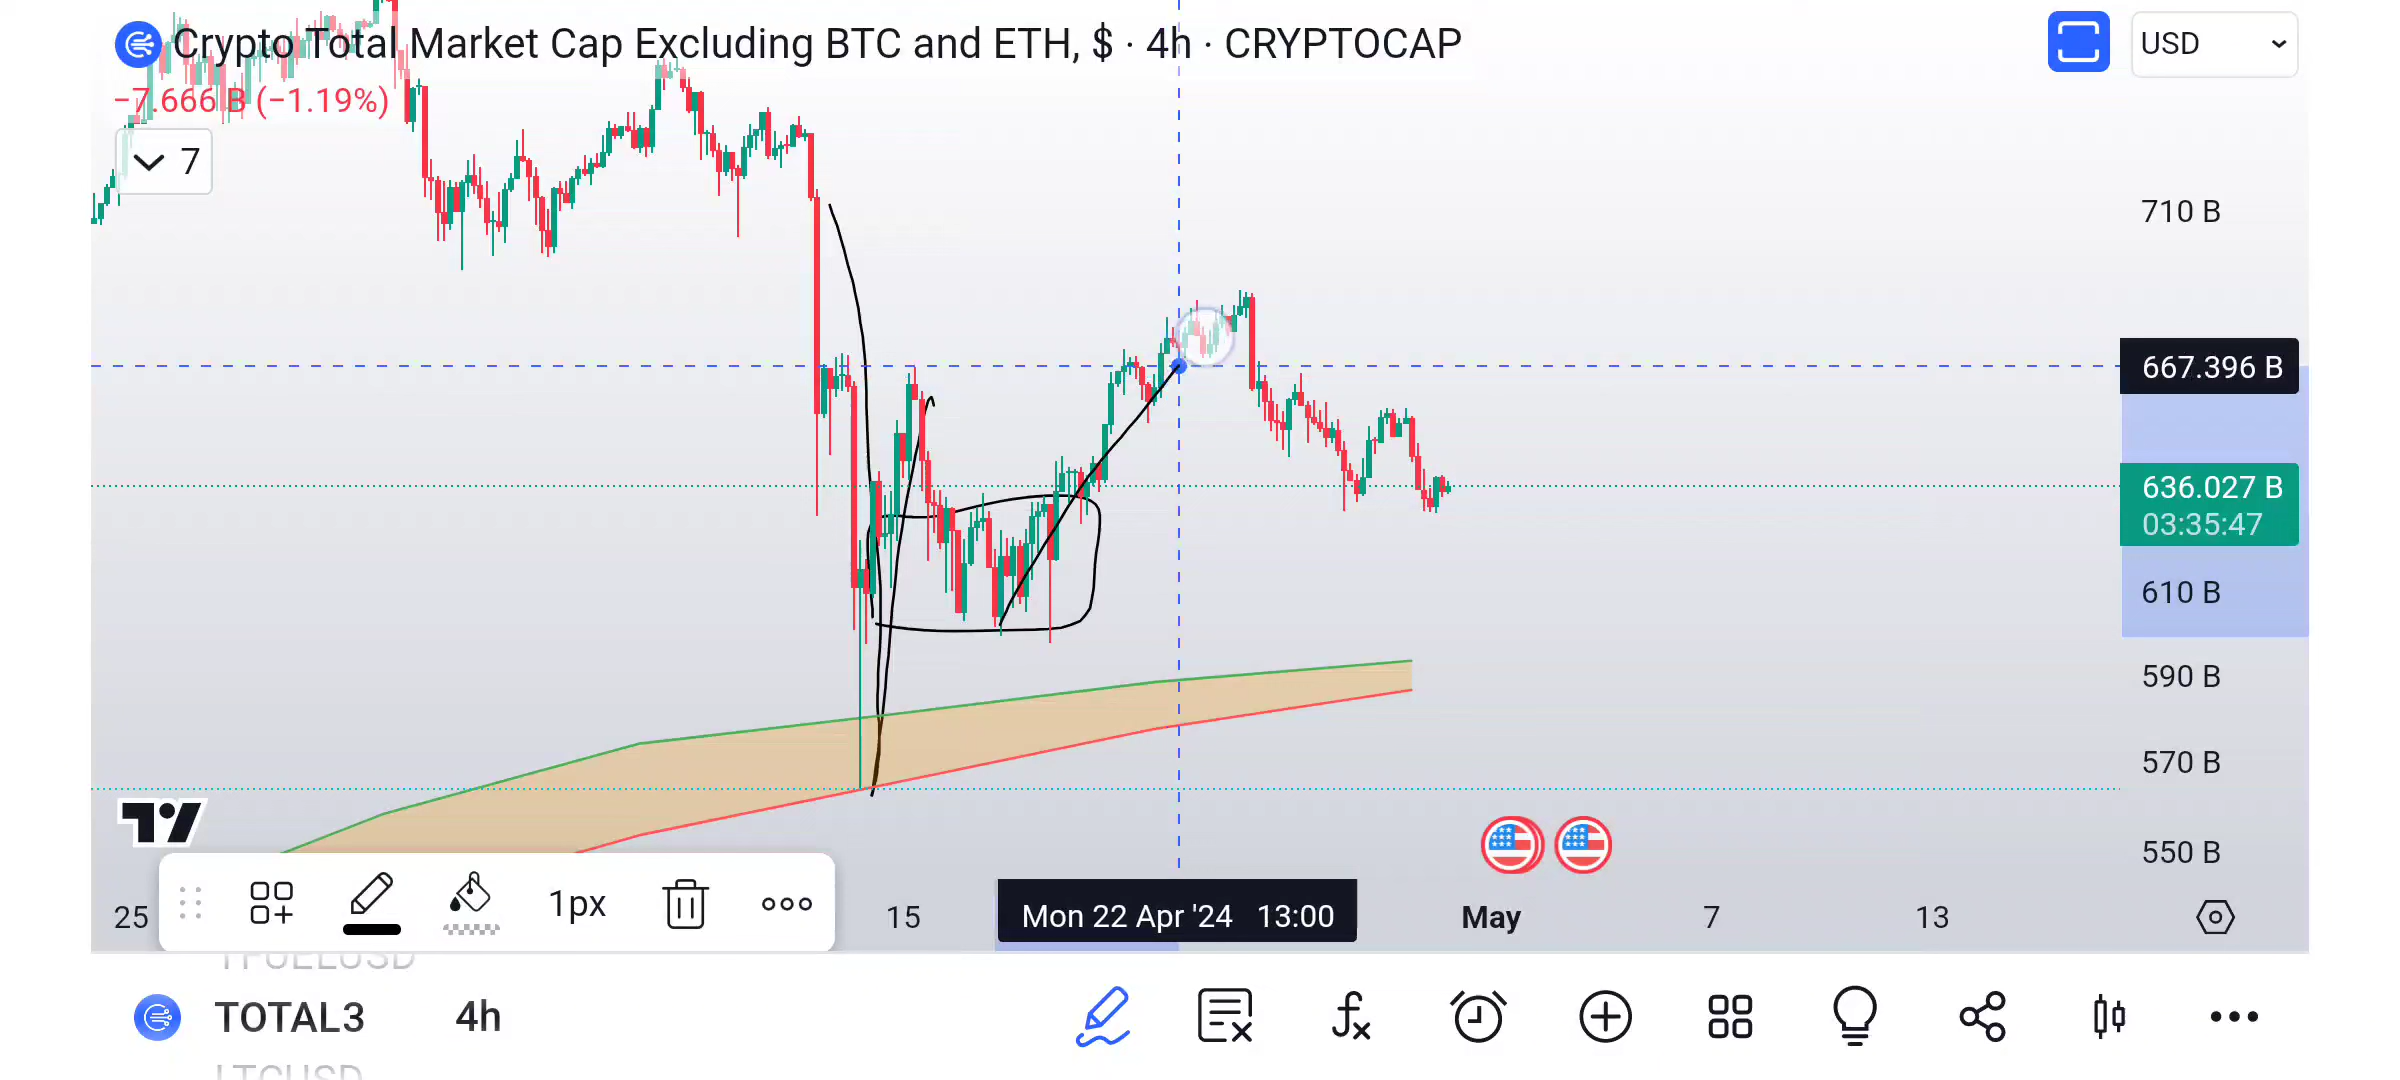 Crypto Total Market Cap Excluding BTC and ETH, $ · 4h · CRYPTOCAP
USD
−7.666 B (−1.19%)
7
710 B
667.396 B
636.027 B
03:35:47
610 B
590 B
570 B
550 B
1px
25
15
Mon 22 Apr '24 13:00
May
7
13
TFUELUSD
TOTAL3 4h
LTCUSD